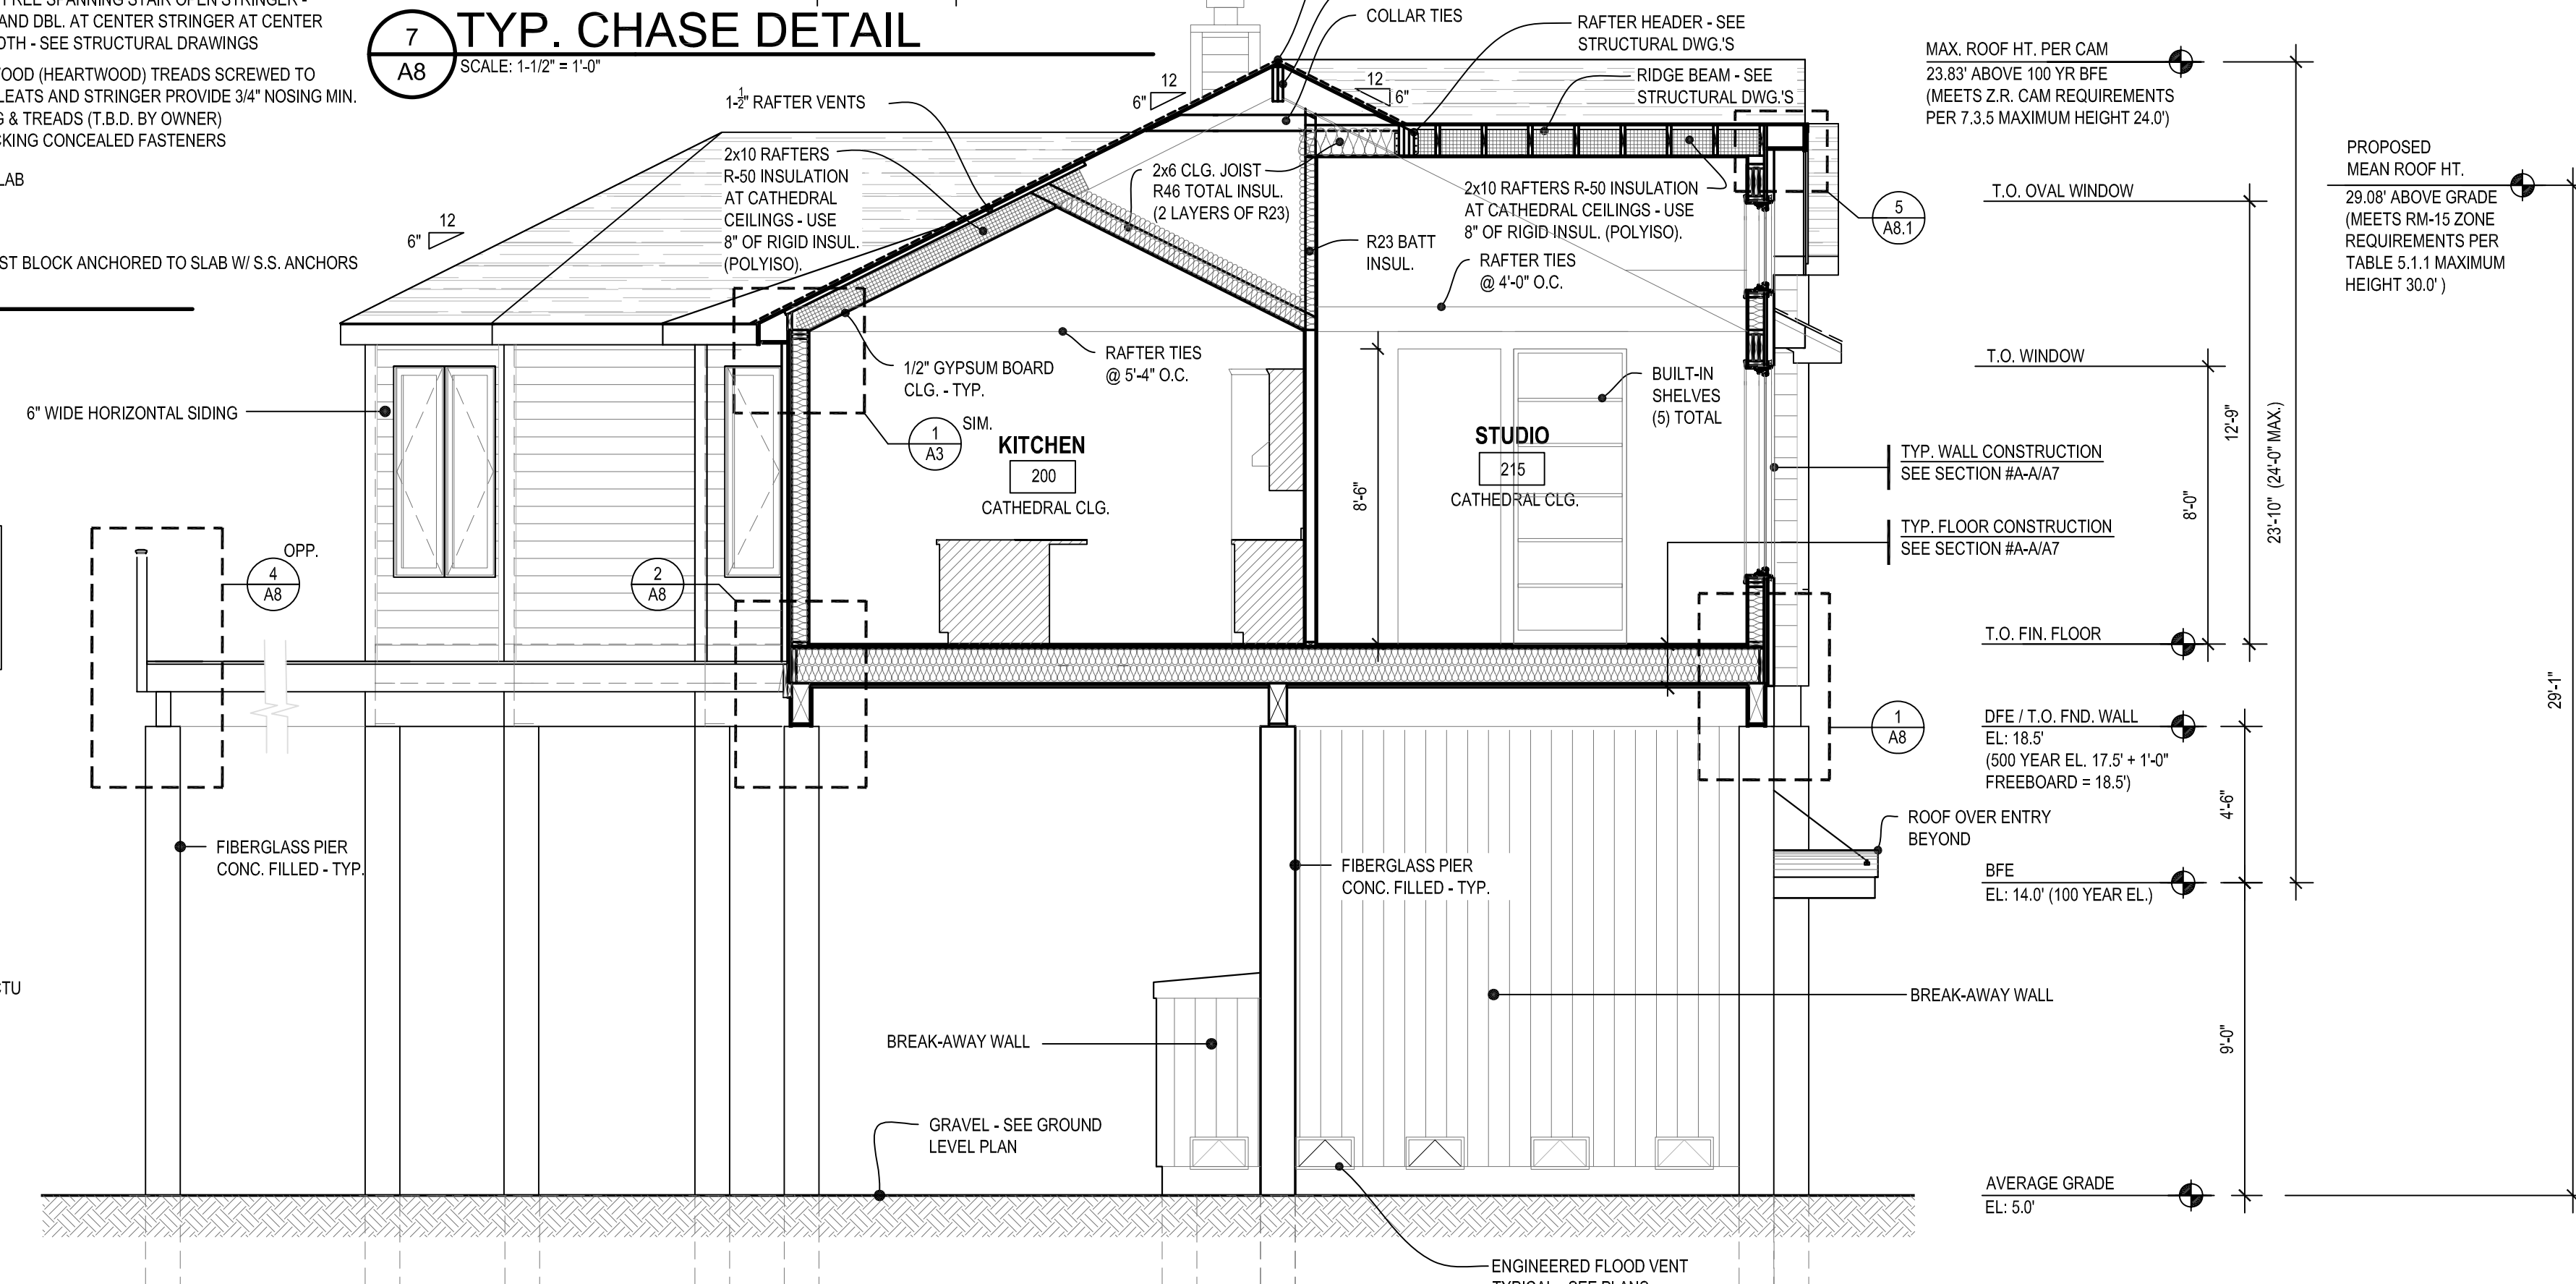 FREE SPANNING STAIR OPEN STRINGER -
AND DBL. AT CENTER STRINGER AT CENTER
OTH - SEE STRUCTURAL DRAWINGS
OOD (HEARTWOOD) TREADS SCREWED TO
LEATS AND STRINGER PROVIDE 3/4" NOSING MIN.
G & TREADS (T.B.D. BY OWNER)
CKING CONCEALED FASTENERS
LAB
ST BLOCK ANCHORED TO SLAB W/ S.S. ANCHORS
7
A8
TYP. CHASE DETAIL
SCALE: 1-1/2" = 1'-0"
COLLAR TIES
RAFTER HEADER - SEE
STRUCTURAL DWG.'S
RIDGE BEAM - SEE
STRUCTURAL DWG.'S
1-1/2" RAFTER VENTS
12
6"
12
6"
12
6"
2x10 RAFTERS
R-50 INSULATION
AT CATHEDRAL
CEILINGS - USE
8" OF RIGID INSUL.
(POLYISO).
2x6 CLG. JOIST
R46 TOTAL INSUL.
(2 LAYERS OF R23)
2x10 RAFTERS R-50 INSULATION
AT CATHEDRAL CEILINGS - USE
8" OF RIGID INSUL. (POLYISO).
R23 BATT
INSUL.
RAFTER TIES
@ 4'-0" O.C.
RAFTER TIES
@ 5'-4" O.C.
1/2" GYPSUM BOARD
CLG. - TYP.
BUILT-IN
SHELVES
(5) TOTAL
6" WIDE HORIZONTAL SIDING
SIM.
1
A3
KITCHEN
200
CATHEDRAL CLG.
STUDIO
215
CATHEDRAL CLG.
8'-6"
OPP.
4
A8
2
A8
5
A8.1
1
A8
MAX. ROOF HT. PER CAM
23.83' ABOVE 100 YR BFE
(MEETS Z.R. CAM REQUIREMENTS
PER 7.3.5 MAXIMUM HEIGHT 24.0')
PROPOSED
MEAN ROOF HT.
29.08' ABOVE GRADE
(MEETS RM-15 ZONE
REQUIREMENTS PER
TABLE 5.1.1 MAXIMUM
HEIGHT 30.0' )
T.O. OVAL WINDOW
T.O. WINDOW
TYP. WALL CONSTRUCTION
SEE SECTION #A-A/A7
TYP. FLOOR CONSTRUCTION
SEE SECTION #A-A/A7
8'-0"
12'-9"
23'-10" (24'-0" MAX.)
29'-1"
T.O. FIN. FLOOR
DFE / T.O. FND. WALL
EL: 18.5'
(500 YEAR EL. 17.5' + 1'-0"
FREEBOARD = 18.5')
4'-6"
ROOF OVER ENTRY
BEYOND
BFE
EL: 14.0' (100 YEAR EL.)
9'-0"
FIBERGLASS PIER
CONC. FILLED - TYP.
FIBERGLASS PIER
CONC. FILLED - TYP.
CTU
BREAK-AWAY WALL
BREAK-AWAY WALL
GRAVEL - SEE GROUND
LEVEL PLAN
AVERAGE GRADE
EL: 5.0'
ENGINEERED FLOOD VENT
TYPICAL - SEE PLANS